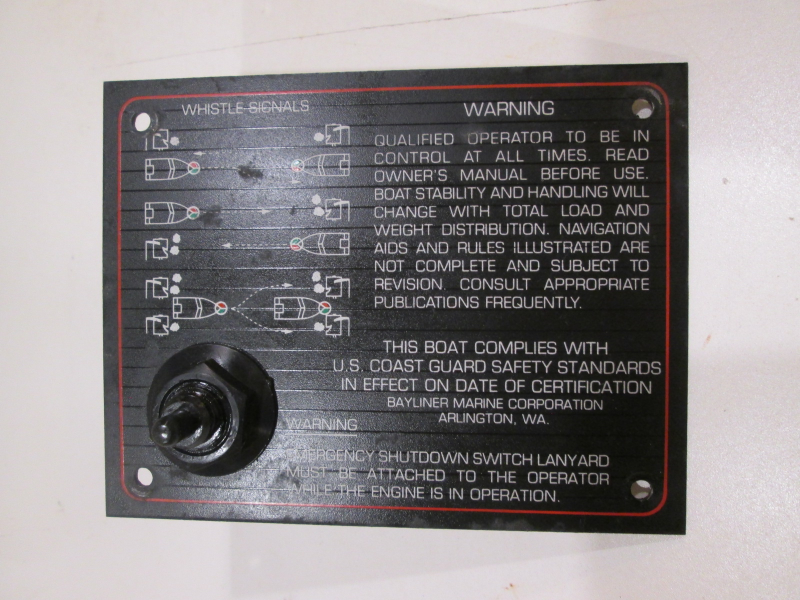 WHISTLE SIGNALS
WARNING
QUALIFIED OPERATOR TO BE IN
CONTROL AT ALL TIMES. READ
OWNER'S MANUAL BEFORE USE.
BOAT STABILITY AND HANDLING WILL
CHANGE WITH TOTAL LOAD AND
WEIGHT DISTRIBUTION. NAVIGATION
AIDS AND RULES ILLUSTRATED ARE
NOT COMPLETE AND SUBJECT TO
REVISION. CONSULT APPROPRIATE
PUBLICATIONS FREQUENTLY.
THIS BOAT COMPLIES WITH
U.S. COAST GUARD SAFETY STANDARDS
IN EFFECT ON DATE OF CERTIFICATION
BAYLINER MARINE CORPORATION
ARLINGTON, WA.
WARNING
EMERGENCY SHUTDOWN SWITCH LANYARD
MUST BE ATTACHED TO THE OPERATOR
WHILE THE ENGINE IS IN OPERATION.